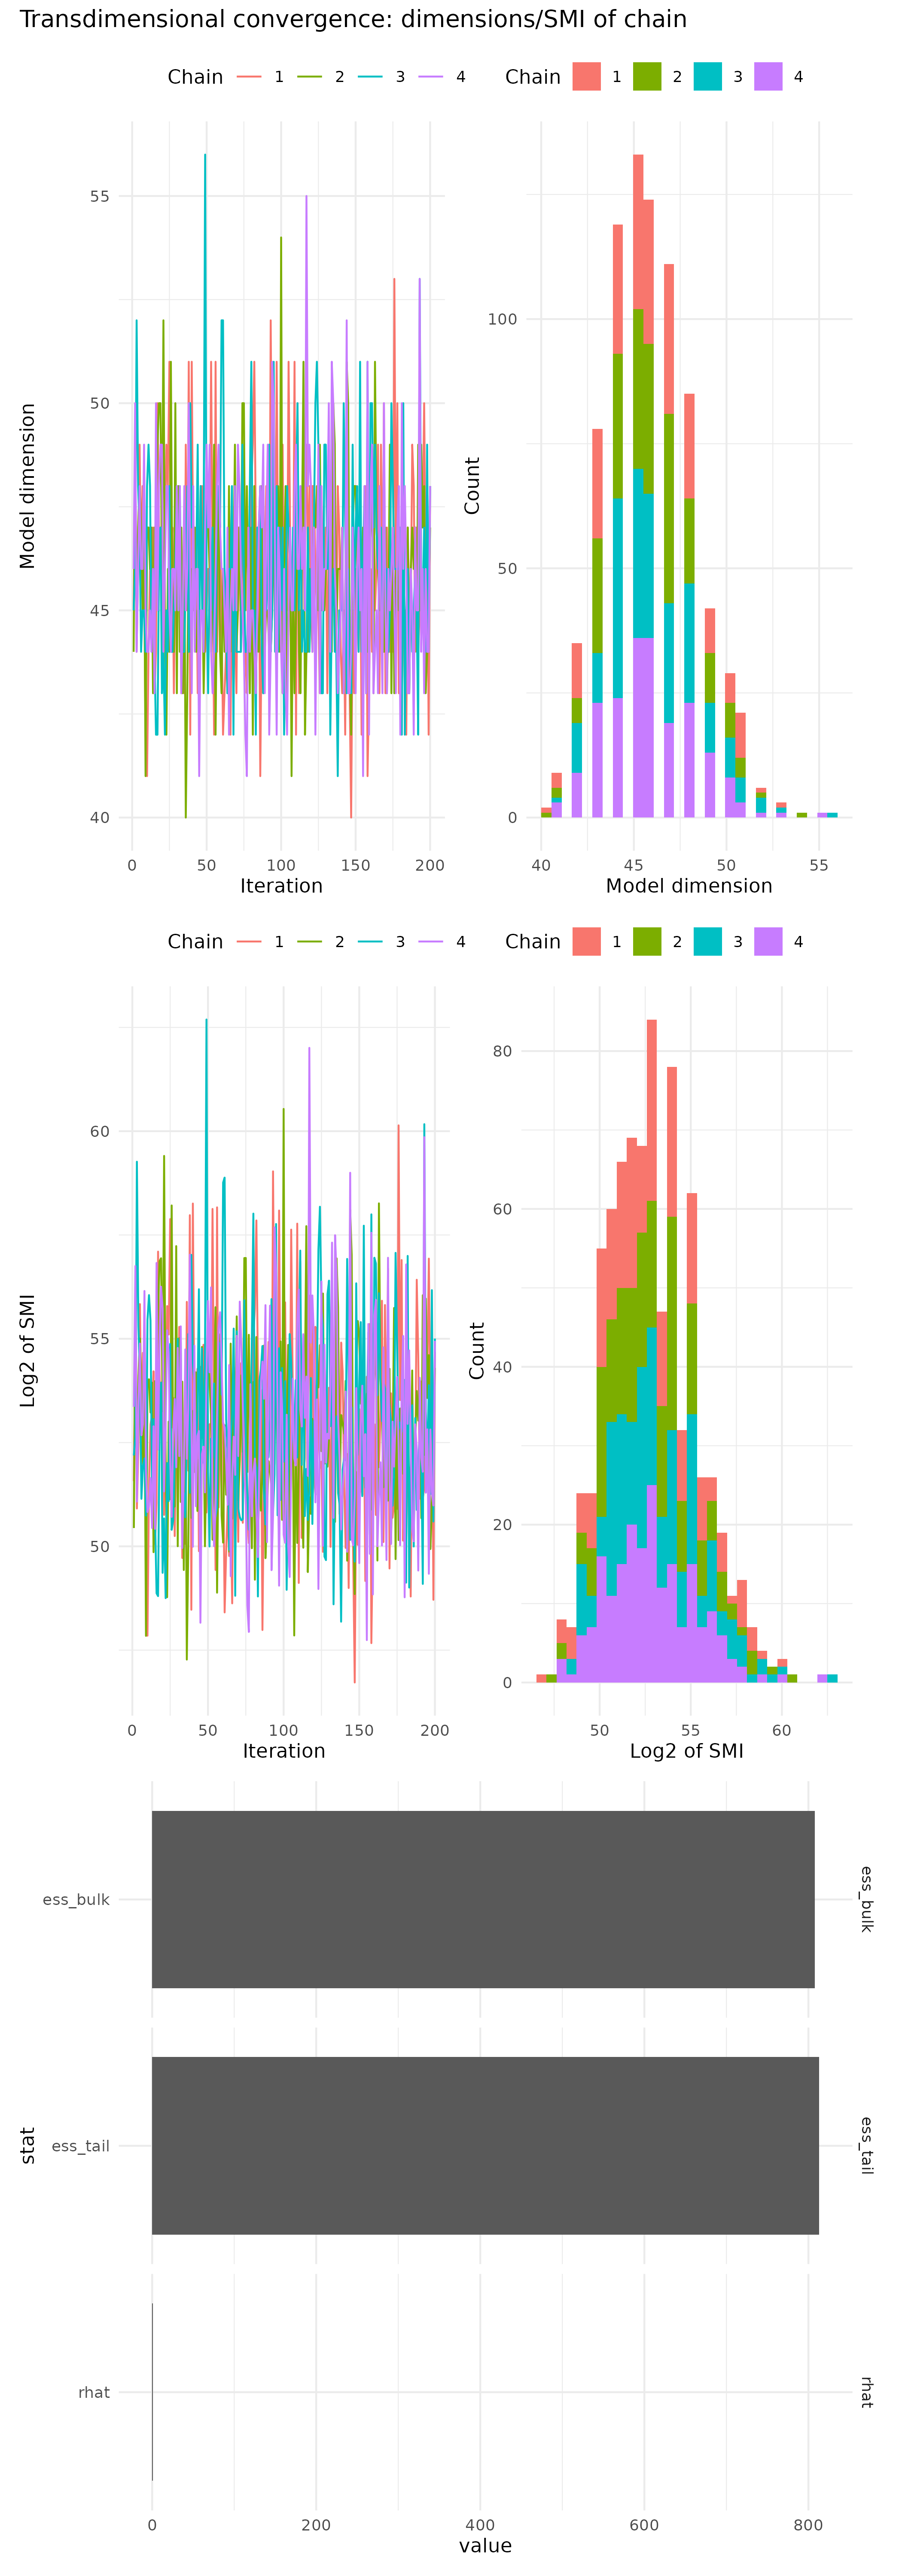 Transdimensional convergence: dimensions/SMI of chain
Chain 1 2 3 4 Chain 1 2 3 4
55
50
45
40
Model dimension
0 50 100 150 200
Iteration
100
50
0
Count
40 45 50 55
Model dimension
Chain 1 2 3 4 Chain 1 2 3 4
60
55
50
Log2 of SMI
0 50 100 150 200
Iteration
80
60
40
20
0
Count
50 55 60
Log2 of SMI
ess_bulk
ess_bulk
stat
ess_tail
ess_tail
rhat
rhat
0 200 400 600 800
value